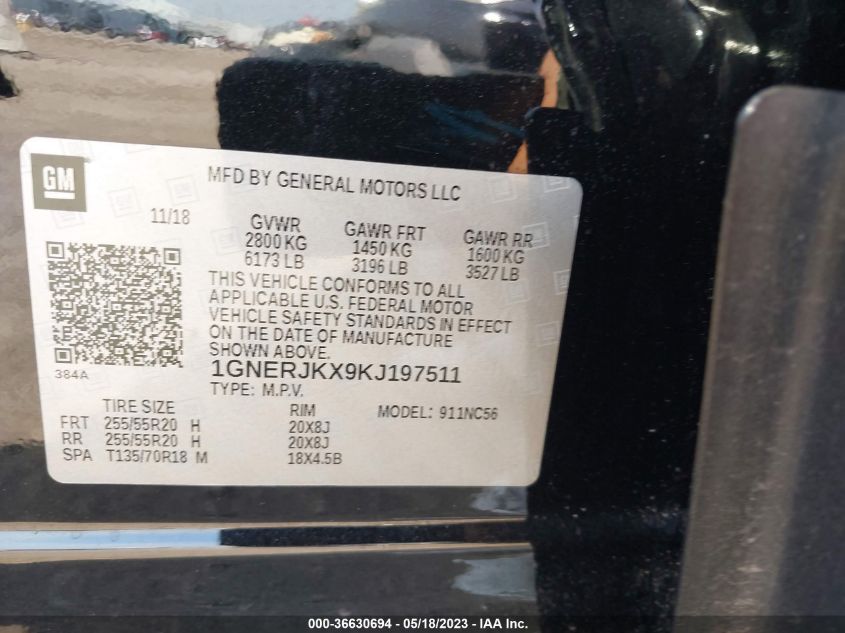 GM
MFD BY GENERAL MOTORS LLC
11/18
GVWR GAWR FRT GAWR RR
2800 KG 1450 KG 1600 KG
6173 LB 3196 LB 3527 LB
THIS VEHICLE CONFORMS TO ALL
APPLICABLE U.S. FEDERAL MOTOR
VEHICLE SAFETY STANDARDS IN EFFECT
ON THE DATE OF MANUFACTURE
SHOWN ABOVE.
384A
1GNERJKX9KJ197511
TYPE: M.P.V.
TIRE SIZE RIM MODEL: 911NC56
FRT 255/55R20 H 20X8J
RR 255/55R20 H 20X8J
SPA T135/70R18 M 18X4.5B
000-36630694 - 05/18/2023 - IAA Inc.